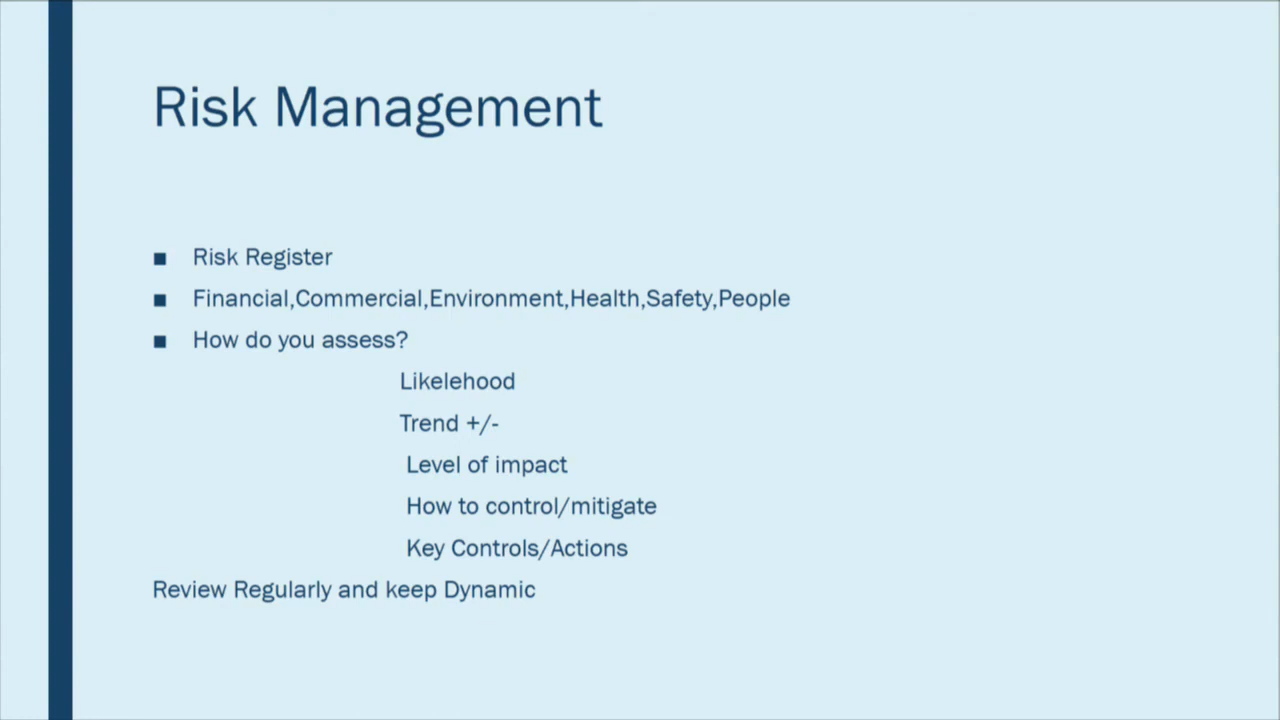 Risk Management
■ Risk Register
■ Financial,Commercial,Environment,Health,Safety,People
■ How do you assess?
Likelehood
Trend +/-
Level of impact
How to control/mitigate
Key Controls/Actions
Review Regularly and keep Dynamic